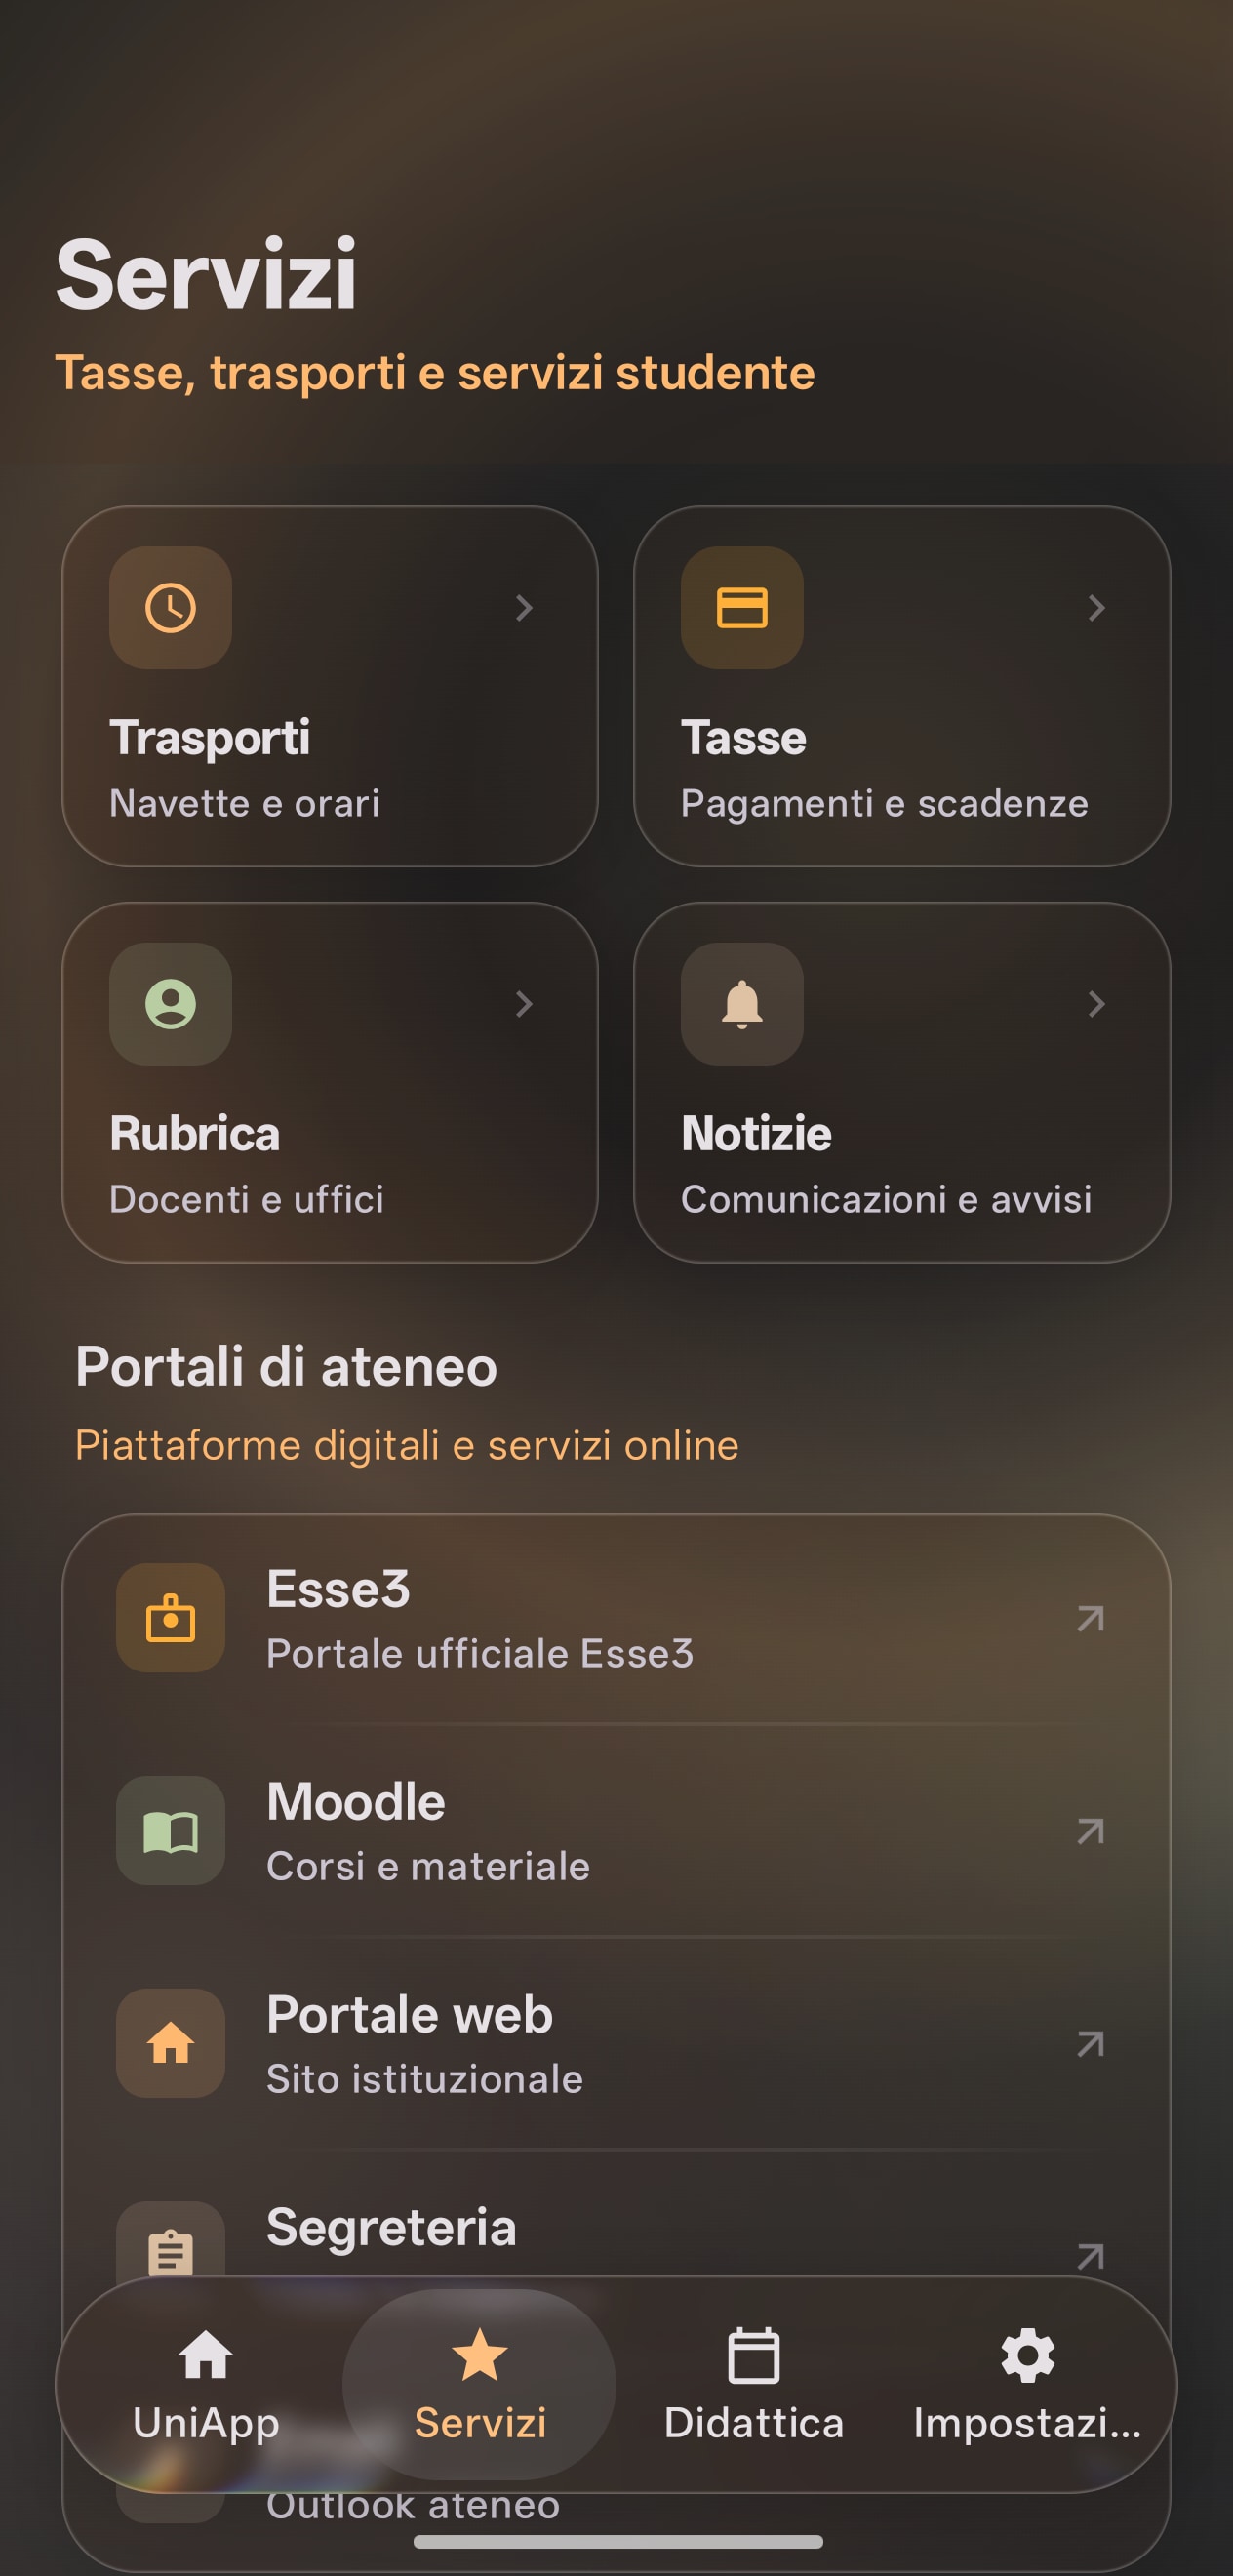 Servizi
Tasse, trasporti e servizi studente
Trasporti
Navette e orari
Tasse
Pagamenti e scadenze
Rubrica
Docenti e uffici
Notizie
Comunicazioni e avvisi
Portali di ateneo
Piattaforme digitali e servizi online
Esse3
Portale ufficiale Esse3
Moodle
Corsi e materiale
Portale web
Sito istituzionale
Segreteria
UniApp
Servizi
Didattica
Impostazi...
Outlook ateneo